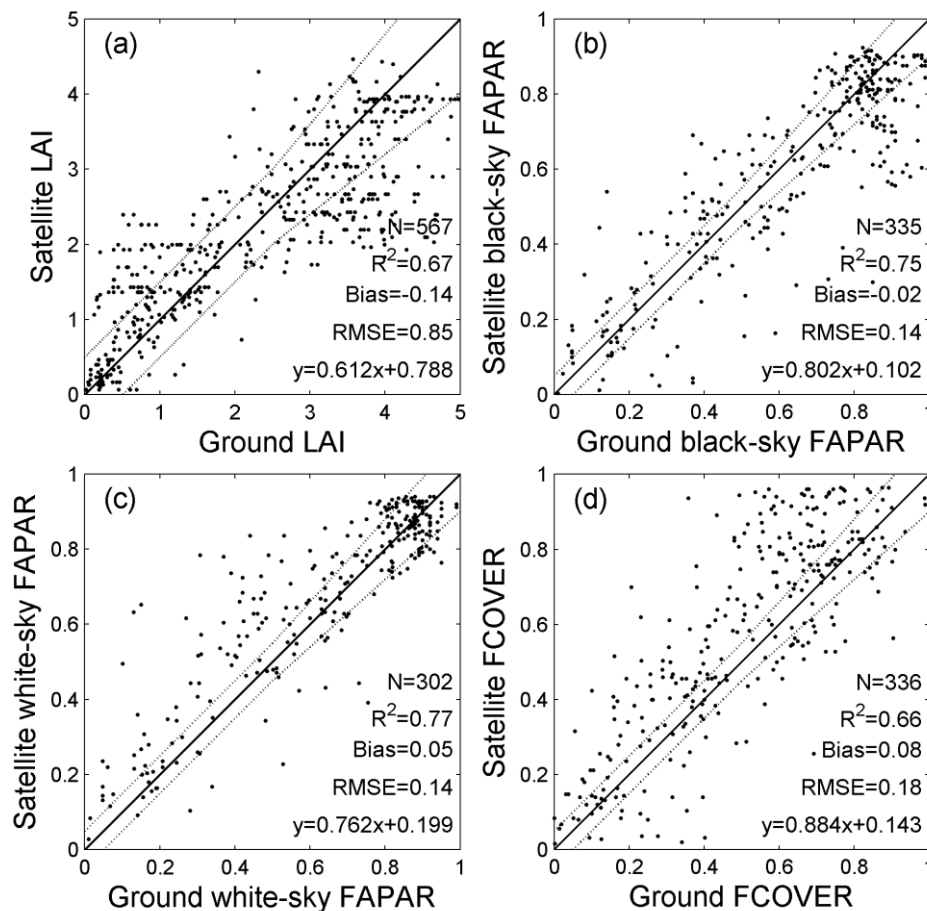 (a)
5
4
3
2
1
0
Satellite LAI
N=567
R²=0.67
Bias=-0.14
RMSE=0.85
y=0.612x+0.788
0 1 2 3 4 5
Ground LAI
(b)
1
0.8
0.6
0.4
0.2
0
Satellite black-sky FAPAR
N=335
R²=0.75
Bias=-0.02
RMSE=0.14
y=0.802x+0.102
0 0.2 0.4 0.6 0.8 1
Ground black-sky FAPAR
(c)
1
0.8
0.6
0.4
0.2
0
Satellite white-sky FAPAR
N=302
R²=0.77
Bias=0.05
RMSE=0.14
y=0.762x+0.199
0 0.2 0.4 0.6 0.8 1
Ground white-sky FAPAR
(d)
1
0.8
0.6
0.4
0.2
0
Satellite FCOVER
N=336
R²=0.66
Bias=0.08
RMSE=0.18
y=0.884x+0.143
0 0.2 0.4 0.6 0.8 1
Ground FCOVER